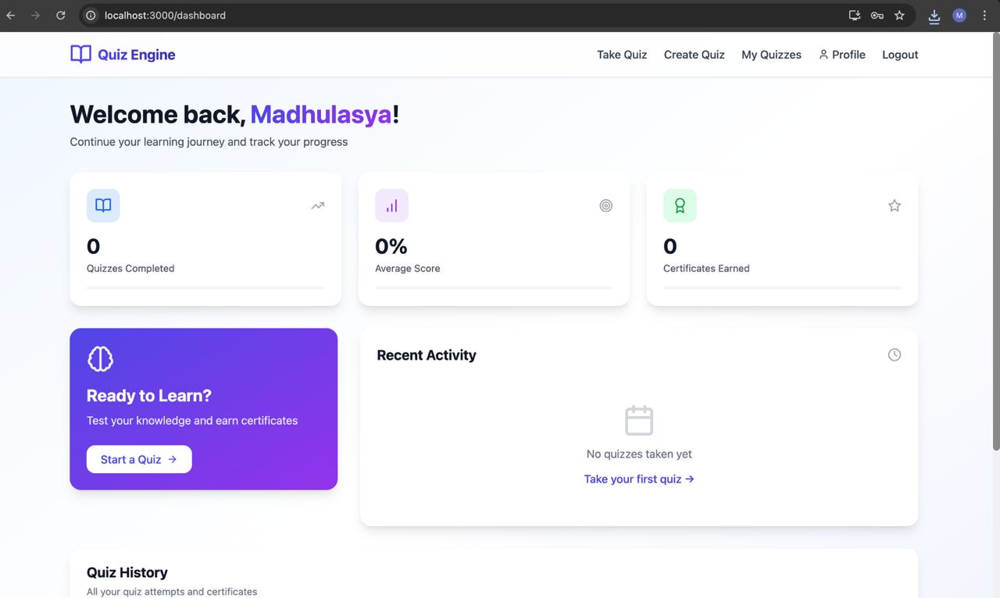 localhost:3000/dashboard
M
Quiz Engine
Take Quiz
Create Quiz
My Quizzes
Profile
Logout
Welcome back, Madhulasya!
Continue your learning journey and track your progress
0
Quizzes Completed
0%
Average Score
0
Certificates Earned
Ready to Learn?
Test your knowledge and earn certificates
Start a Quiz →
Recent Activity
No quizzes taken yet
Take your first quiz →
Quiz History
All your quiz attempts and certificates